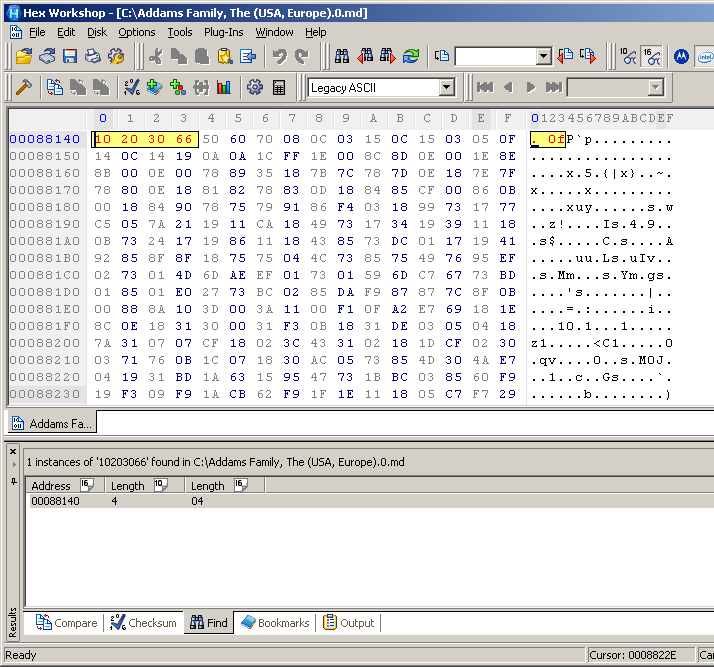 Hex Workshop - [C:\Addams Family, The (USA, Europe).0.md]
File Edit Disk Options Tools Plug-Ins Window Help
Legacy ASCII
0 1 2 3 4 5 6 7 8 9 A B C D E F 0123456789ABCDEF
00088140 10 20 30 66 50 60 70 08 0C 03 15 0C 15 03 05 0F . 0fP`p.........
00088150 14 0C 14 19 0A 0A 1C FF 1E 00 8C 8D 0E 00 1E 8E ................
00088160 8B 00 0E 00 78 89 35 18 7B 7C 78 7D 0E 18 7E 7F ....x.5.{|x}..~.
00088170 78 80 0E 18 81 82 78 83 0D 18 84 85 CF 00 86 0B x.....x.........
00088180 00 18 84 90 78 75 79 91 86 F4 03 18 99 73 17 77 ....xuy......s.w
00088190 C5 05 7A 21 19 11 CA 18 49 73 17 34 19 39 11 18 ..z!....Is.4.9..
000881A0 0B 73 24 17 19 86 11 18 43 85 73 DC 01 17 19 41 .s$.....C.s....A
000881B0 92 85 8F 8F 18 75 75 04 4C 73 85 75 49 76 95 EF .....uu.Ls.uIv..
000881C0 02 73 01 4D 6D AE EF 01 73 01 59 6D C7 67 73 BD .s.Mm...s.Ym.gs.
000881D0 01 85 01 E0 27 73 BC 02 85 DA F9 87 87 7C 8F 0B ....'s.......|..
000881E0 00 88 8A 10 3D 00 3A 11 00 F1 0F A2 E7 69 18 1E ....=.:......i..
000881F0 8C 0E 18 31 30 00 31 F3 0B 18 31 DE 03 05 04 18 ...10.1...1.....
00088200 7A 31 07 07 CF 18 02 3C 43 31 02 18 1D CF 02 30 z1.....<C1.....0
00088210 03 71 76 0B 1C 07 18 30 AC 05 73 85 4D 30 4A E7 .qv....0..s.M0J.
00088220 04 19 31 BD 1A 63 15 95 47 73 1B BC 03 85 60 F9 ..1..c..Gs....`.
00088230 19 F3 09 F9 1A CB 62 F9 1F 1E 11 18 05 C7 F7 29 ......b........)
Addams Fa...
1 instances of '10203066' found in C:\Addams Family, The (USA, Europe).0.md
Address 16 Length 10 Length 16
00088140 4 04
Results
Compare Checksum Find Bookmarks Output
Ready Cursor: 0008822E Ca